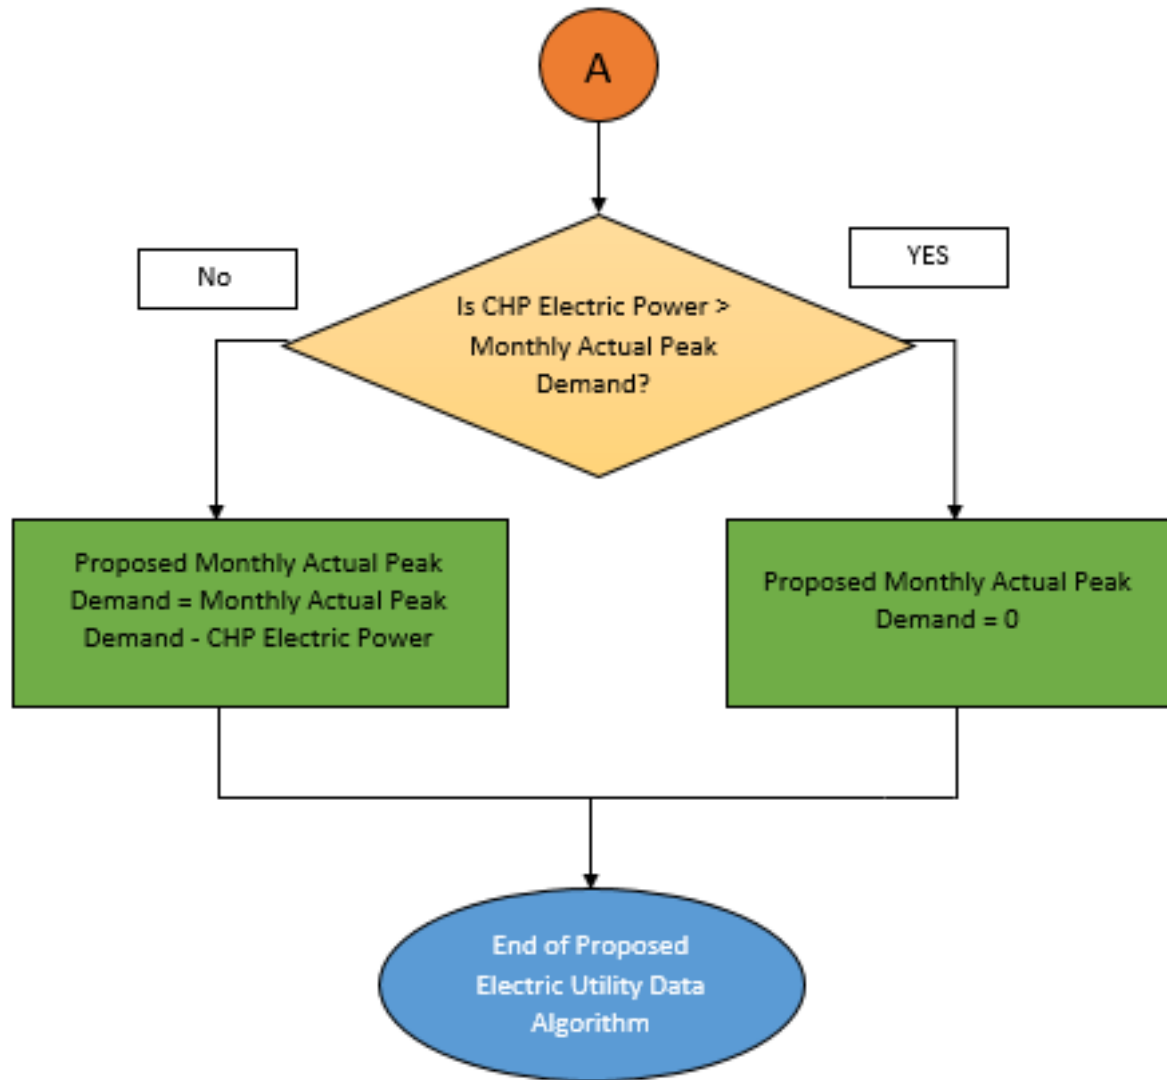 A
No
YES
Is CHP Electric Power >
Monthly Actual Peak
Demand?
Proposed Monthly Actual Peak
Demand = Monthly Actual Peak
Demand - CHP Electric Power
Proposed Monthly Actual Peak
Demand = 0
End of Proposed
Electric Utility Data
Algorithm